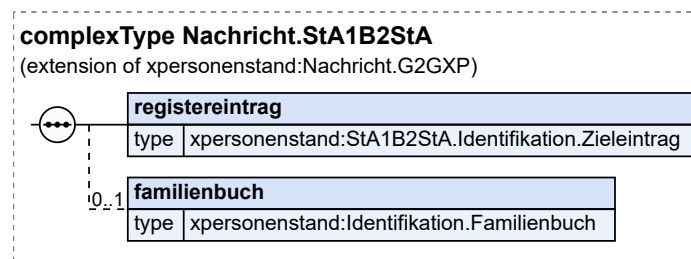 complexType Nachricht.StA1B2StA
(extension of xpersonenstand:Nachricht.G2GXP)
registereintrag
type xpersonenstand:StA1B2StA.Identifikation.Zieleintrag
0..1
familienbuch
type xpersonenstand:Identifikation.Familienbuch